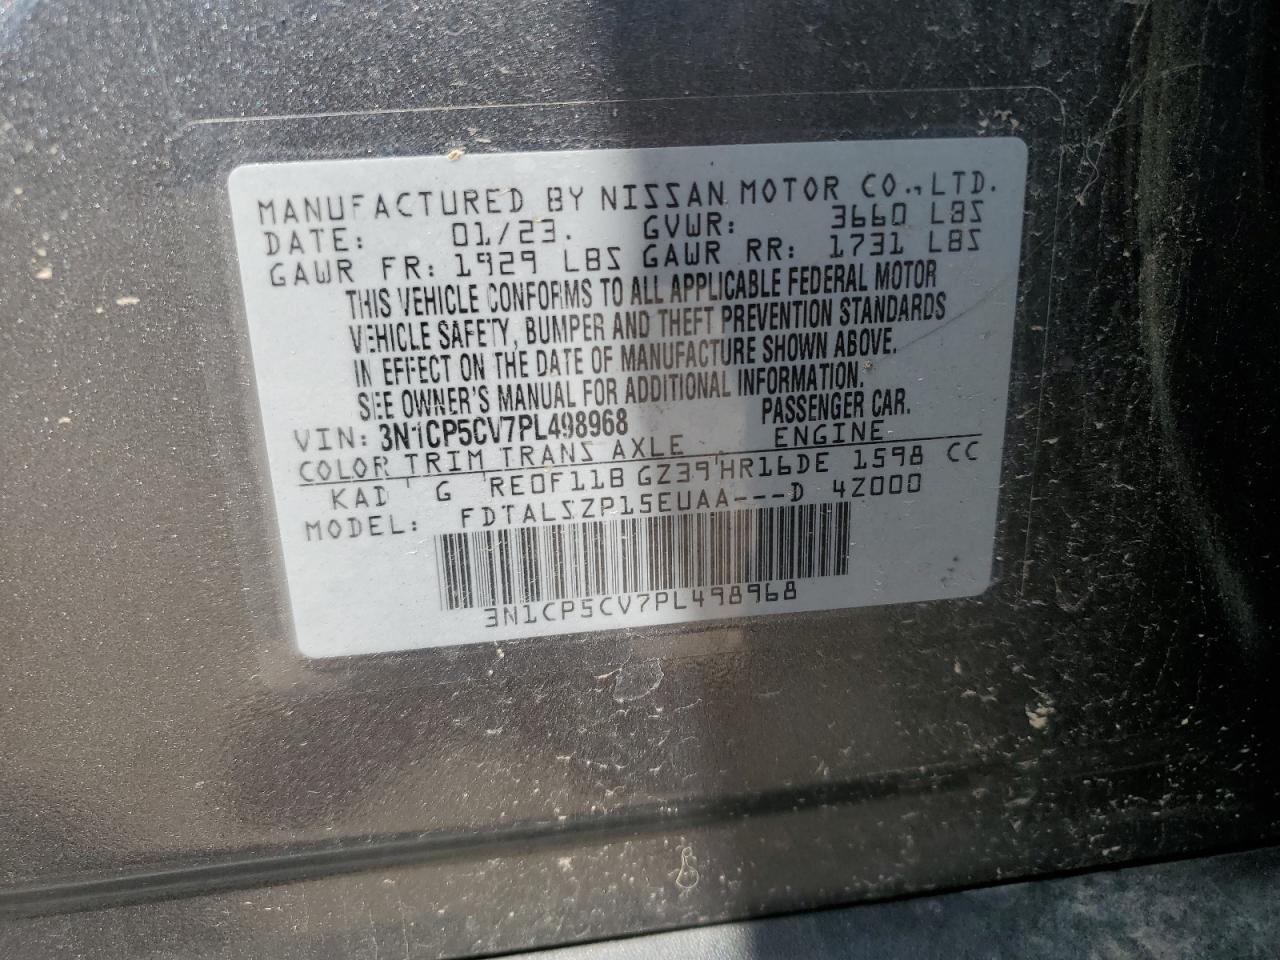 MANUFACTURED BY NISSAN MOTOR CO.,LTD.
DATE: 01/23. GVWR: 3660 LBS
GAWR FR: 1929 LBS GAWR RR: 1731 LBS
THIS VEHICLE CONFORMS TO ALL APPLICABLE FEDERAL MOTOR
VEHICLE SAFETY, BUMPER AND THEFT PREVENTION STANDARDS
IN EFFECT ON THE DATE OF MANUFACTURE SHOWN ABOVE.
SEE OWNER'S MANUAL FOR ADDITIONAL INFORMATION.
VIN: 3N1CP5CV7PL498968 PASSENGER CAR.
COLOR TRIM TRANS AXLE ENGINE
KAD G RE0F11B GZ39 HR16DE 1598 CC
MODEL: FDTALSZP15EUAA---D 4Z000
3N1CP5CV7PL498968